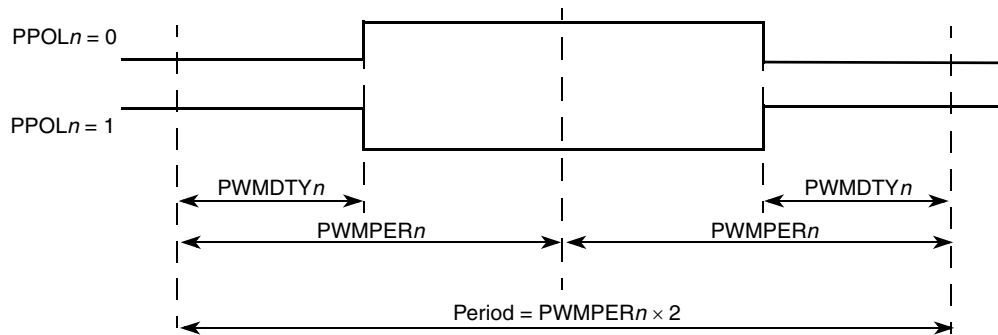 PPOLn = 0
PPOLn = 1
PWMDTYn
PWMDTYn
PWMPERn
PWMPERn
Period = PWMPERn × 2